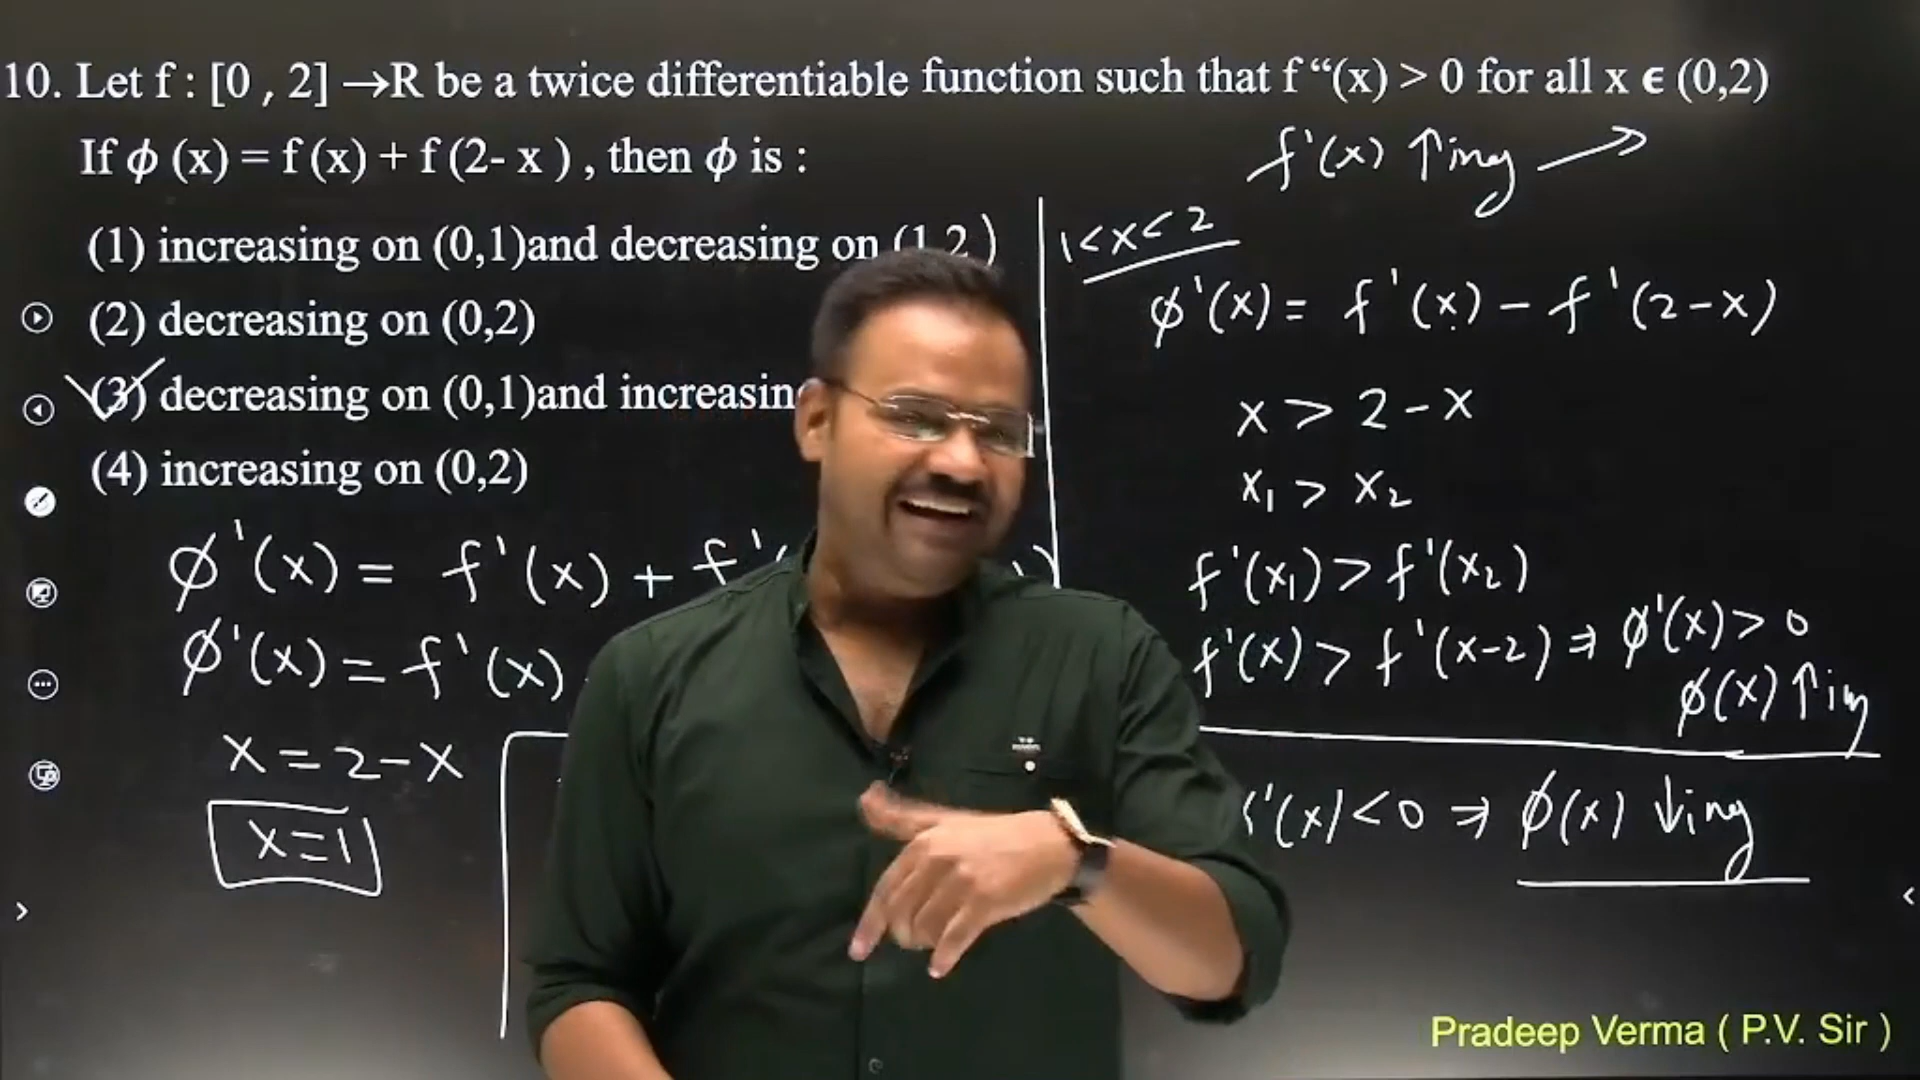 10. Let f : [0 , 2] →R be a twice differentiable function such that f “(x) > 0 for all x ϵ (0,2)
If ϕ (x) = f (x) + f (2- x ) , then ϕ is :
(1) increasing on (0,1)and decreasing on (1,2 )
(2) decreasing on (0,2)
(3) decreasing on (0,1)and increasin
(4) increasing on (0,2)
ϕ'(x) = f'(x) + f'(
ϕ'(x) = f'(x)
x = 2-x
x=1
f'(x) ↑ing
1<x<2
ϕ'(x) = f'(x) - f'(2-x)
x > 2-x
x₁ > x₂
f'(x₁) > f'(x₂)
f'(x) > f'(x-2) ⇒ ϕ'(x) > 0
ϕ(x) ↑ing
'(x) < 0 ⇒ ϕ(x) ↓ing
Pradeep Verma ( P.V. Sir )